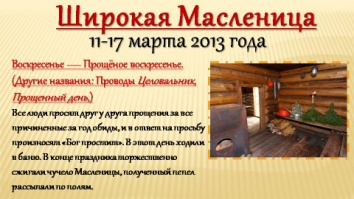 Широкая Масленица
11-17 марта 2013 года
Воскресенье — Прощёное воскресенье.
(Другие названия: Проводы Целовальник,
Прощенный день.)
Все люди просят друг у друга прощения за все
причиненные за год обиды, и в ответ на просьбу
произносят «Бог простит». В этот день ходили
в баню. В конце праздника торжественно
сжигали чучело Масленицы, полученный пепел
рассыпали по полям.